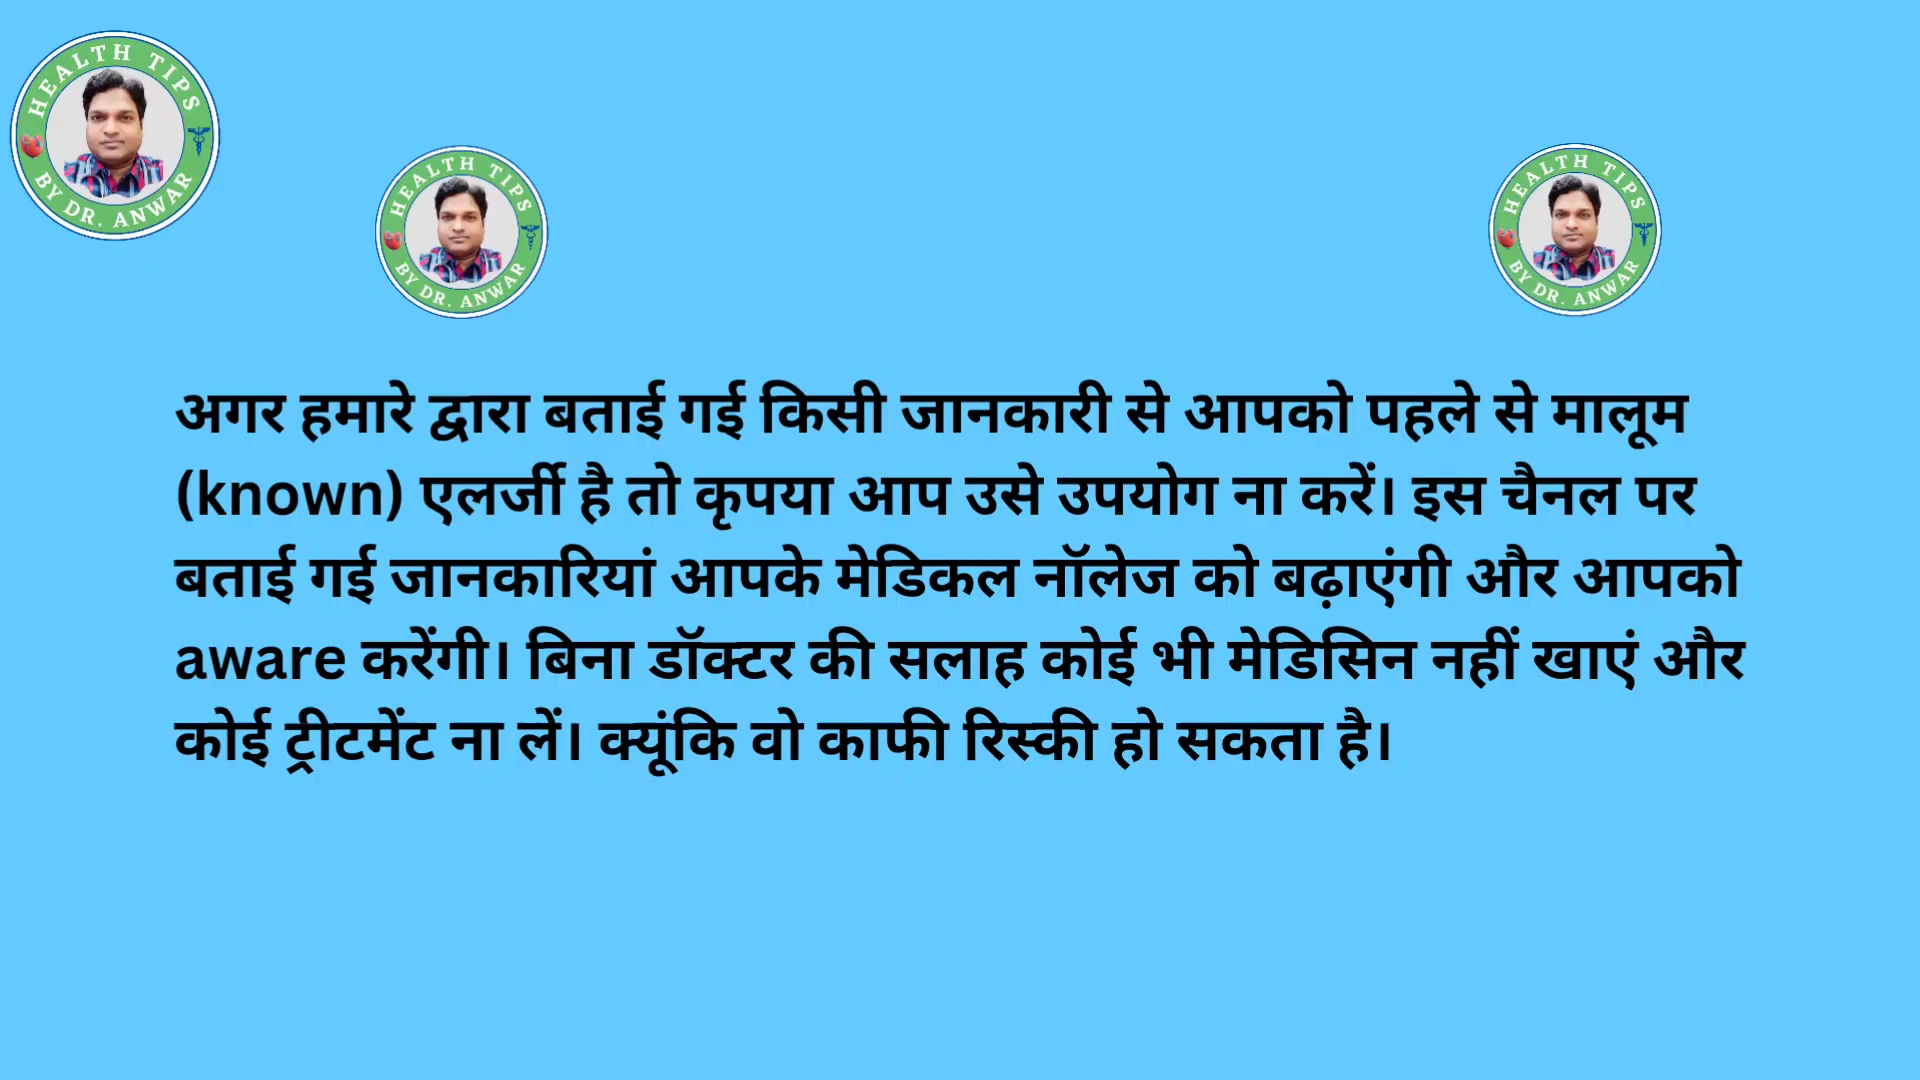 HEALTH TIPS
BY DR. ANWAR
HEALTH TIPS
BY DR. ANWAR
HEALTH TIPS
BY DR. ANWAR
अगर हमारे द्वारा बताई गई किसी जानकारी से आपको पहले से मालूम
(known) एलर्जी है तो कृपया आप उसे उपयोग ना करें। इस चैनल पर
बताई गई जानकारियां आपके मेडिकल नॉलेज को बढ़ाएंगी और आपको
aware करेंगी। बिना डॉक्टर की सलाह कोई भी मेडिसिन नहीं खाएं और
कोई ट्रीटमेंट ना लें। क्यूंकि वो काफी रिस्की हो सकता है।